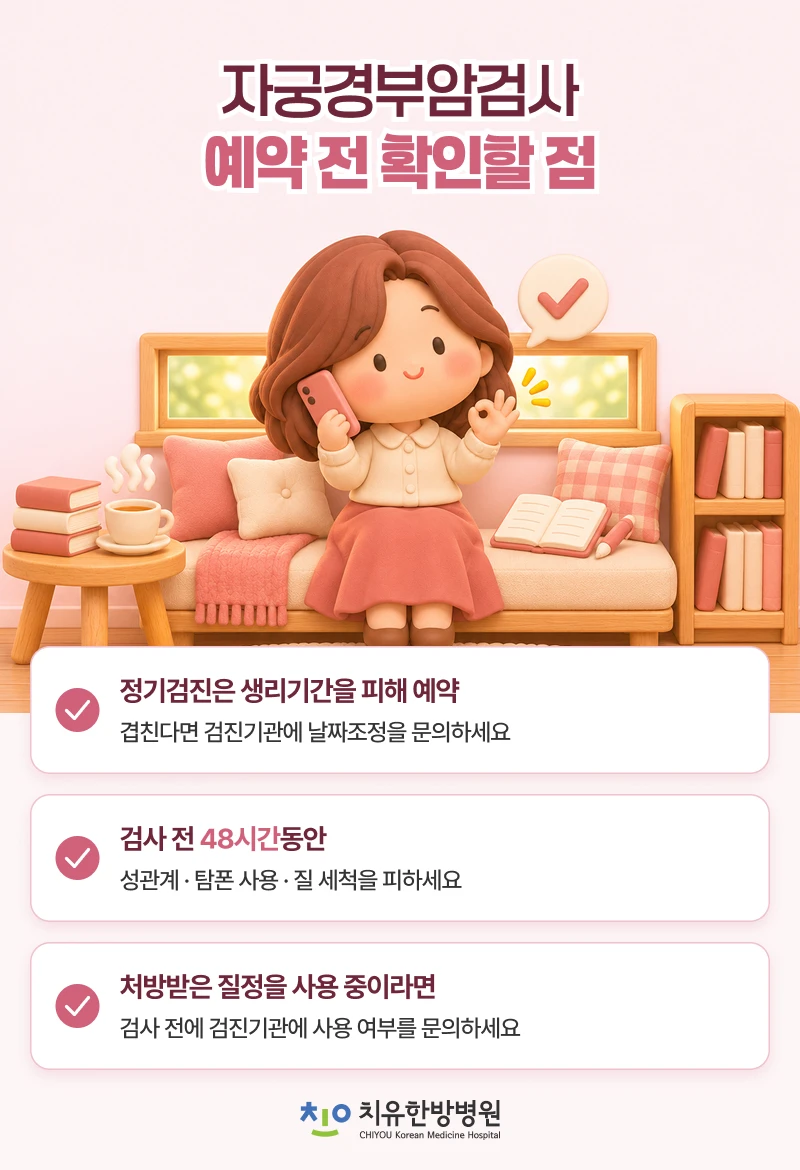 자궁경부암검사
예약 전 확인할 점
정기검진은 생리기간을 피해 예약
겹친다면 검진기관에 날짜조정을 문의하세요
검사 전 48시간동안
성관계 · 탐폰 사용 · 질 세척을 피하세요
처방받은 질정을 사용 중이라면
검사 전에 검진기관에 사용 여부를 문의하세요
치유 치유한방병원
CHIYOU Korean Medicine Hospital